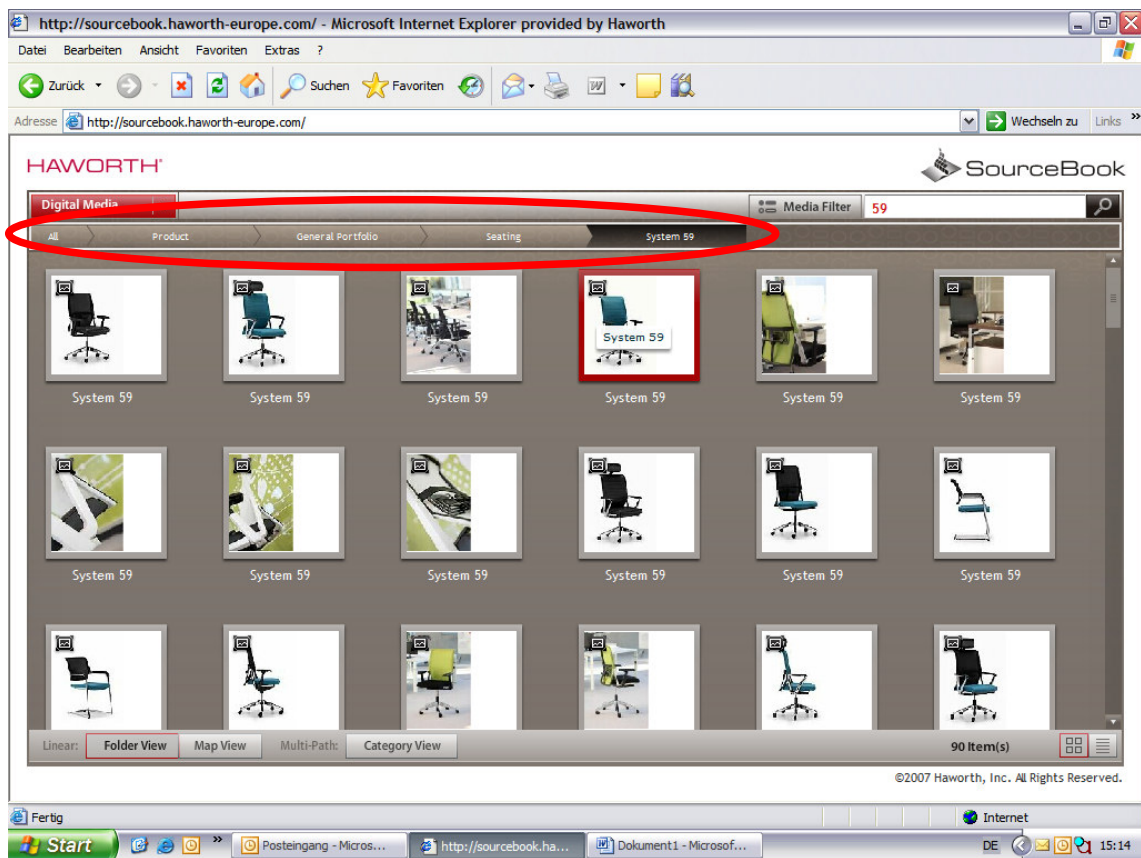 http://sourcebook.haworth-europe.com/ - Microsoft Internet Explorer provided by Haworth
Datei Bearbeiten Ansicht Favoriten Extras ?
Zurück Suchen Favoriten
Adresse http://sourcebook.haworth-europe.com/ Wechseln zu Links »
HAWORTH® SourceBook
Digital Media Media Filter 59
All Product General Portfolio Seating System 59
System 59
System 59 System 59 System 59 System 59 System 59 System 59
System 59 System 59 System 59 System 59 System 59 System 59
Linear: Folder View Map View Multi-Path: Category View 90 Item(s)
©2007 Haworth, Inc. All Rights Reserved.
Fertig Internet
Start » Posteingang - Micros... http://sourcebook.ha... Dokument1 - Microsof... DE 15:14